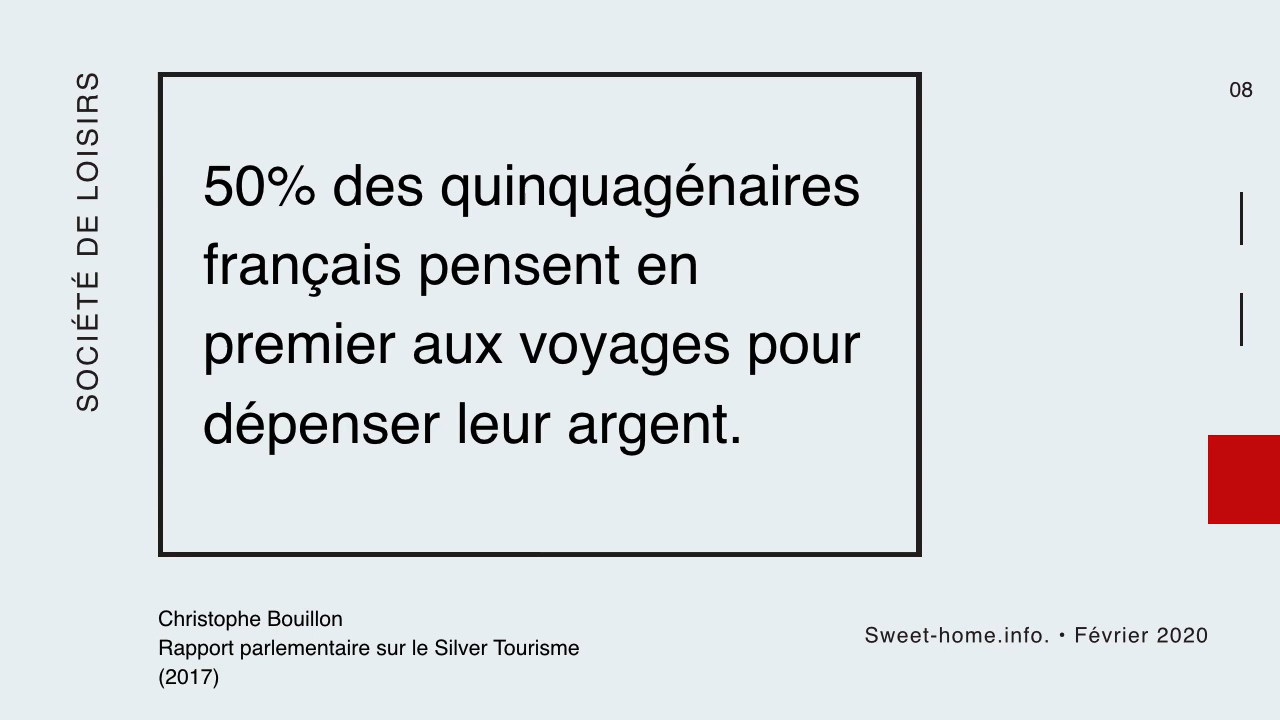 SOCIÉTÉ DE LOISIRS
08
50% des quinquagénaires
français pensent en
premier aux voyages pour
dépenser leur argent.
Christophe Bouillon
Rapport parlementaire sur le Silver Tourisme
(2017)
Sweet-home.info. • Février 2020